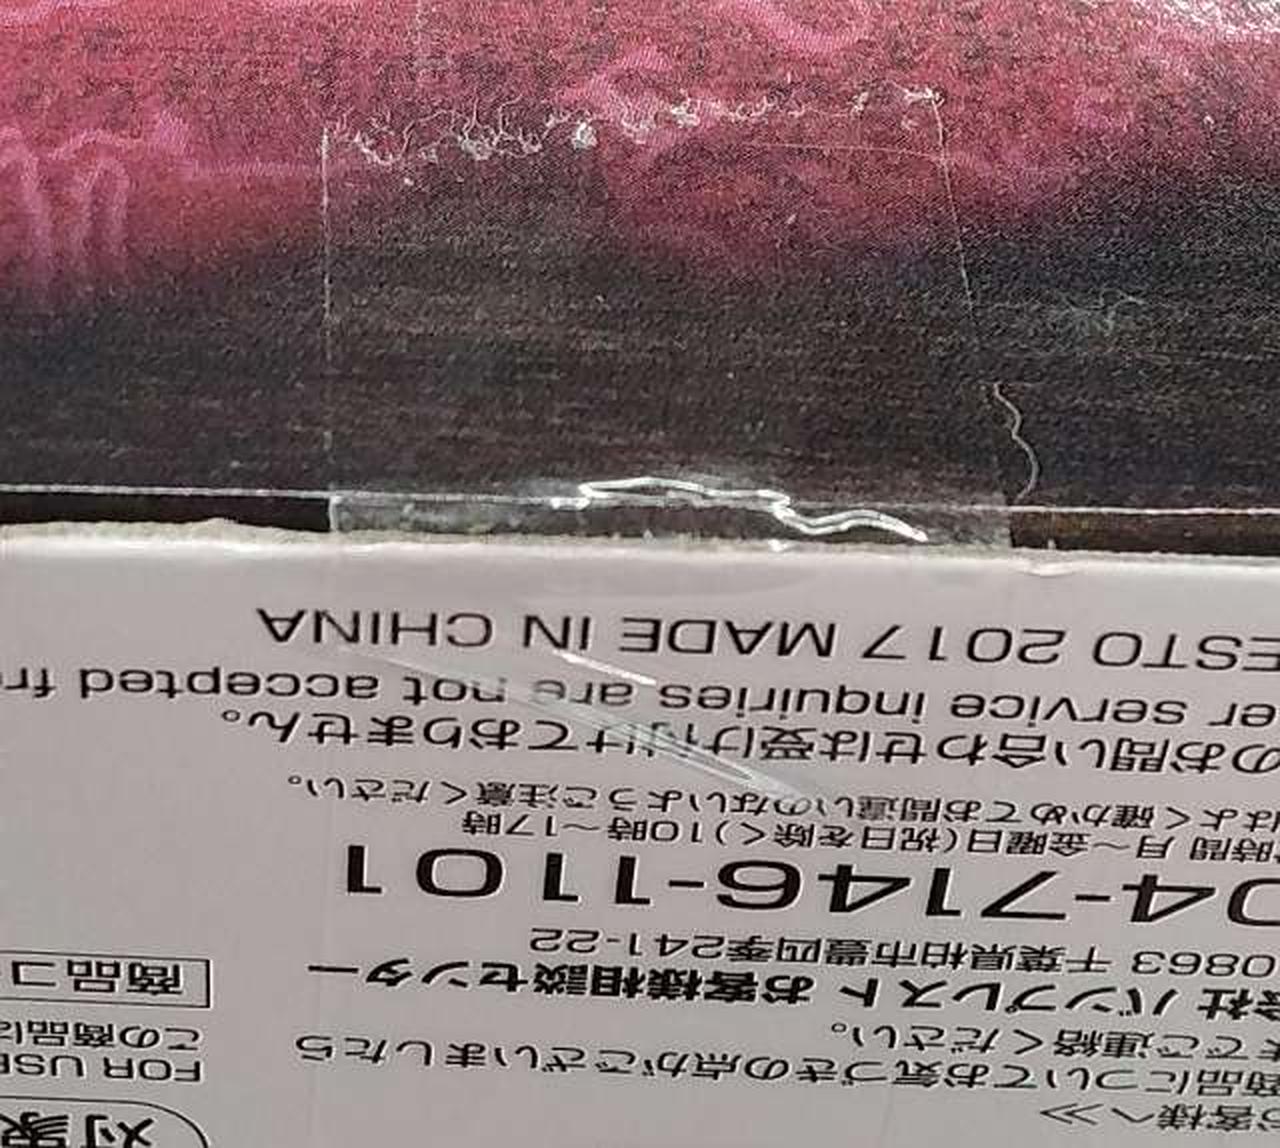 お客様へ>>>
商品についてお気づきの点がございましたら
までご連絡ください。
会社 バンプレスト お客様相談センター
0863 千葉県柏市豊四季241-22
04-7146-1101
時間 月～金曜日(祝日を除く)10時～17時
はよく確かめてお間違いのないようご注意ください。
のお問い合わせは受け付けておりません。
er service inquiries are not accepted fr
ESTO 2017 MADE IN CHINA
対象
FOR USE
この商品は
商品コ